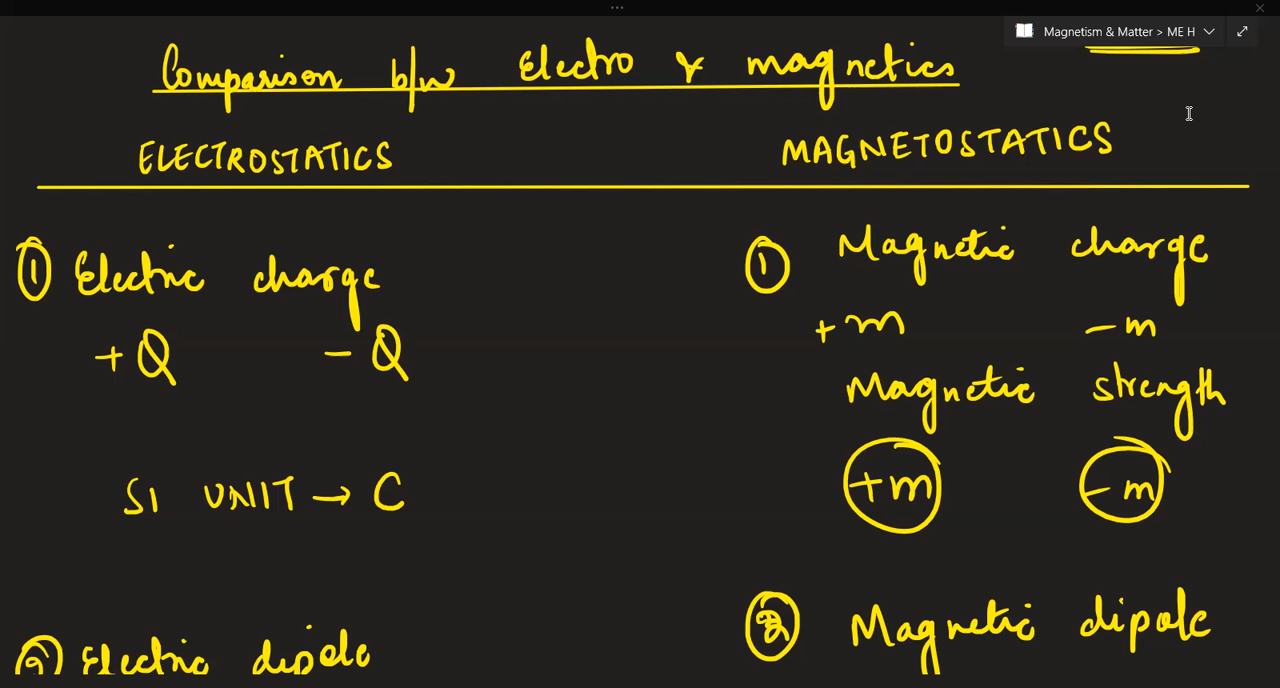 Magnetism & Matter > ME H
Comparison b/w Electro & magnetics
ELECTROSTATICS
MAGNETOSTATICS
① Electric charge
+Q -Q
SI UNIT → C
② Electric dipole
① Magnetic charge
+m -m
Magnetic strength
+m -m
② Magnetic dipole